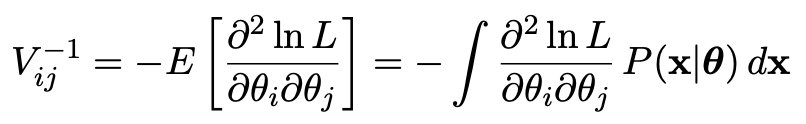 V_{ij}^{-1} = -E\left[\frac{\partial^2 \ln L}{\partial\theta_i \partial\theta_j}\right] = -\int \frac{\partial^2 \ln L}{\partial\theta_i \partial\theta_j} P(\mathbf{x}|\boldsymbol{\theta}) \, d\mathbf{x}